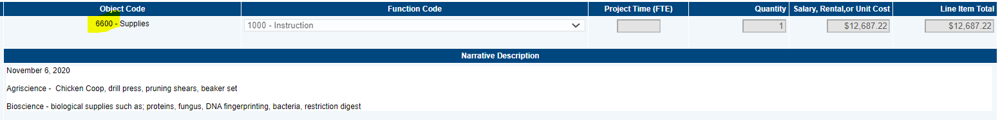 Object Code Function Code Project Time (FTE) Quantity Salary, Rental,or Unit Cost Line Item Total
6600 - Supplies 1000 - Instruction 1 $12,687.22 $12,687.22
Narrative Description
November 6, 2020
Agriscience - Chicken Coop, drill press, pruning shears, beaker set
Bioscience - biological supplies such as; proteins, fungus, DNA fingerprinting, bacteria, restriction digest